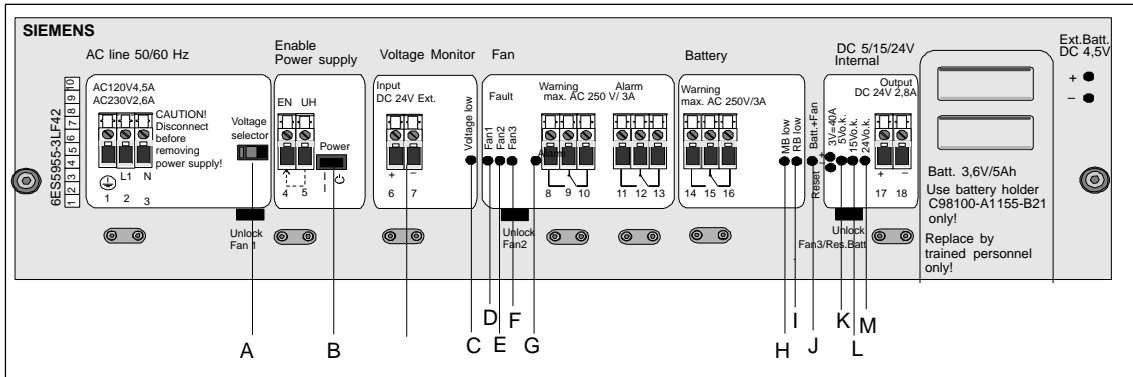 SIEMENS
6ES5955-3LF42
1 2 3 4 5 6 7 8 9 10
AC line 50/60 Hz
AC120V4,5A
AC230V2,6A
CAUTION!
Disconnect
before
removing
power supply!
L1 N
1 2 3
Voltage
selector
Unlock
Fan 1
Enable
Power supply
EN UH
4 5
Power
I
Voltage Monitor
Input
DC 24V Ext.
+ −
6 7
Voltage low
Fan
Fault
Fan1
Fan2
Fan3
Warning
max. AC 250 V/ 3A
Alarm
Alarm
8 9 10
11 12 13
Unlock
Fan2
Battery
Warning
max. AC 250V/3A
14 15 16
MB low
RB low
Batt.+Fan
Reset
DC 5/15/24V
Internal
+
−
3V=40A
5Vo.k.
15Vo.k.
24Vo.k.
Output
DC 24V 2,8A
+ −
17 18
Unlock
Fan3/Res.Batt
Batt. 3,6V/5Ah
Use battery holder
C98100-A1155-B21
only!
Replace by
trained personnel
only!
Ext.Batt.
DC 4,5V
+
−
A
B
C
D
E
F
G
H
I
J
K
L
M